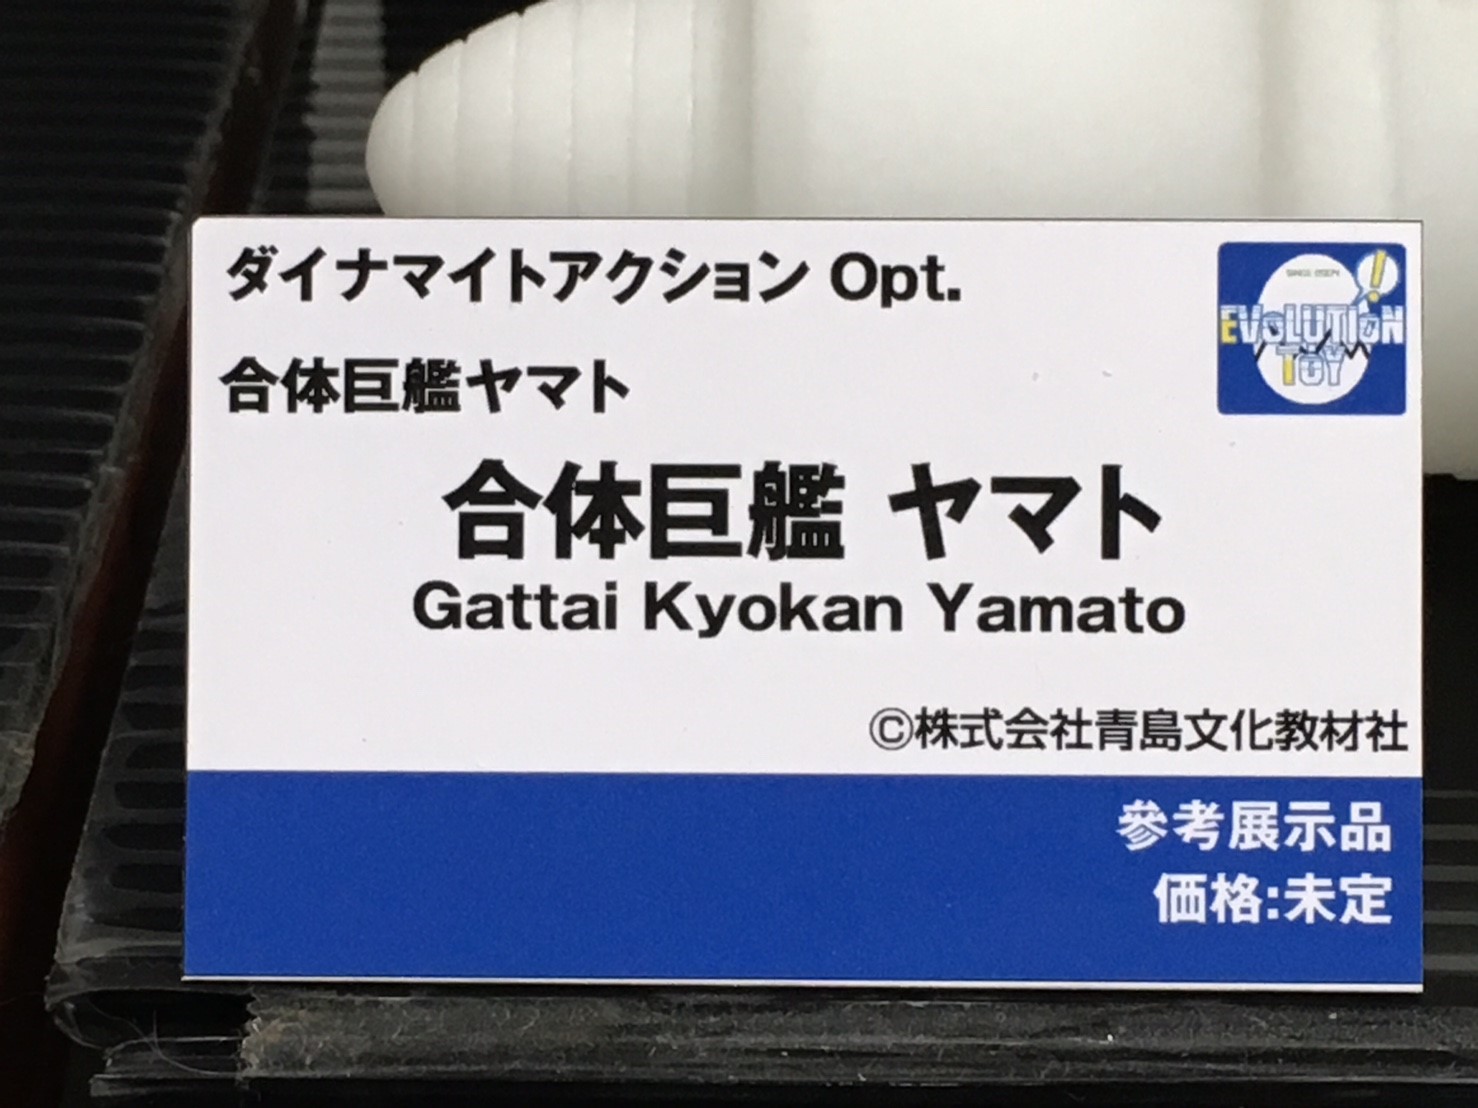 ダイナマイトアクション Opt.
合体巨艦ヤマト
EVOLUTION
TOY
合体巨艦 ヤマト
Gattai Kyokan Yamato
©株式会社青島文化教材社
參考展示品
価格:未定